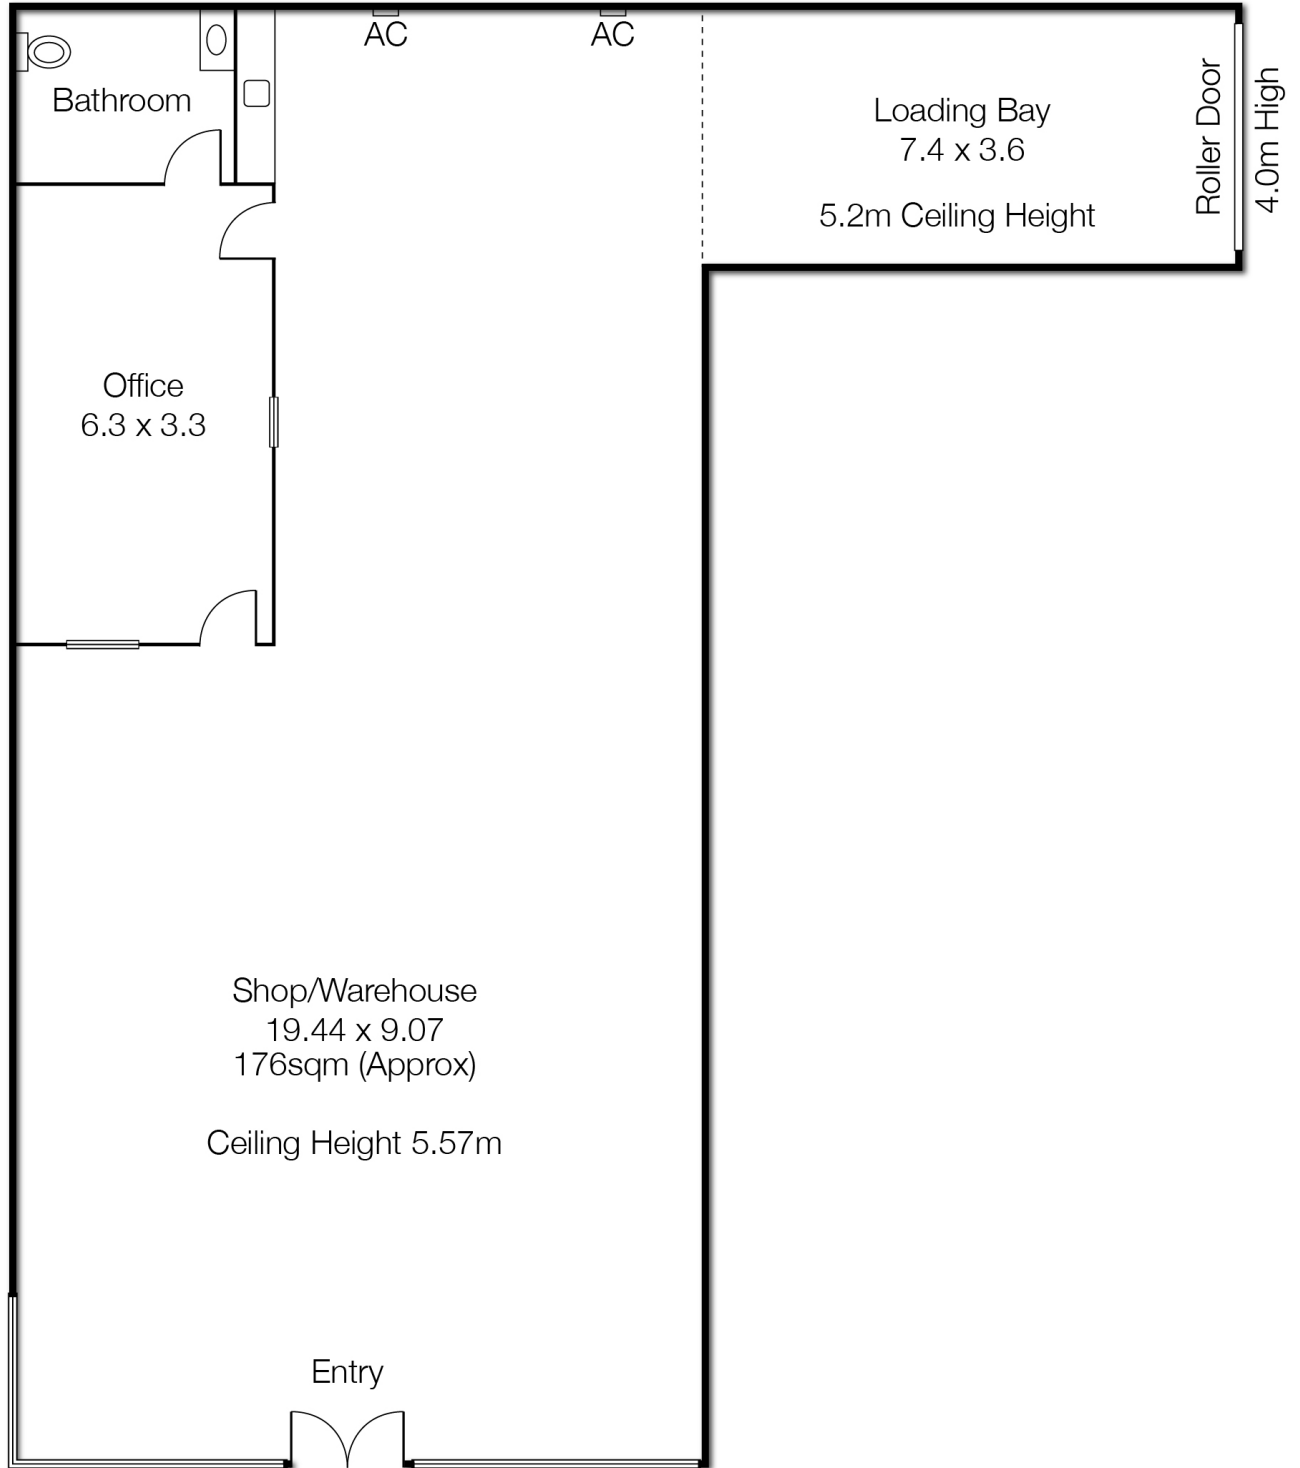 AC
AC
Bathroom
Loading Bay
7.4 x 3.6
5.2m Ceiling Height
Roller Door
4.0m High
Office
6.3 x 3.3
Shop/Warehouse
19.44 x 9.07
176sqm (Approx)
Ceiling Height 5.57m
Entry